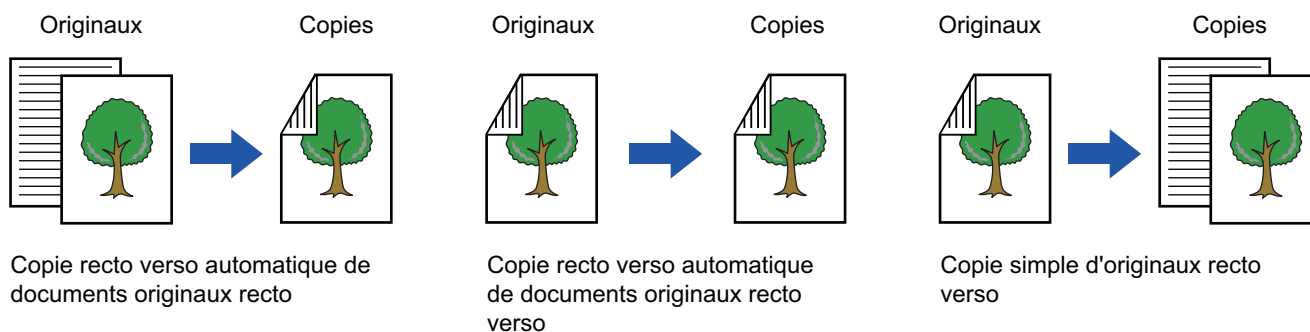 Originaux
Copies
Originaux
Copies
Originaux
Copies
Copie recto verso automatique de
documents originaux recto
Copie recto verso automatique
de documents originaux recto
verso
Copie simple d'originaux recto
verso